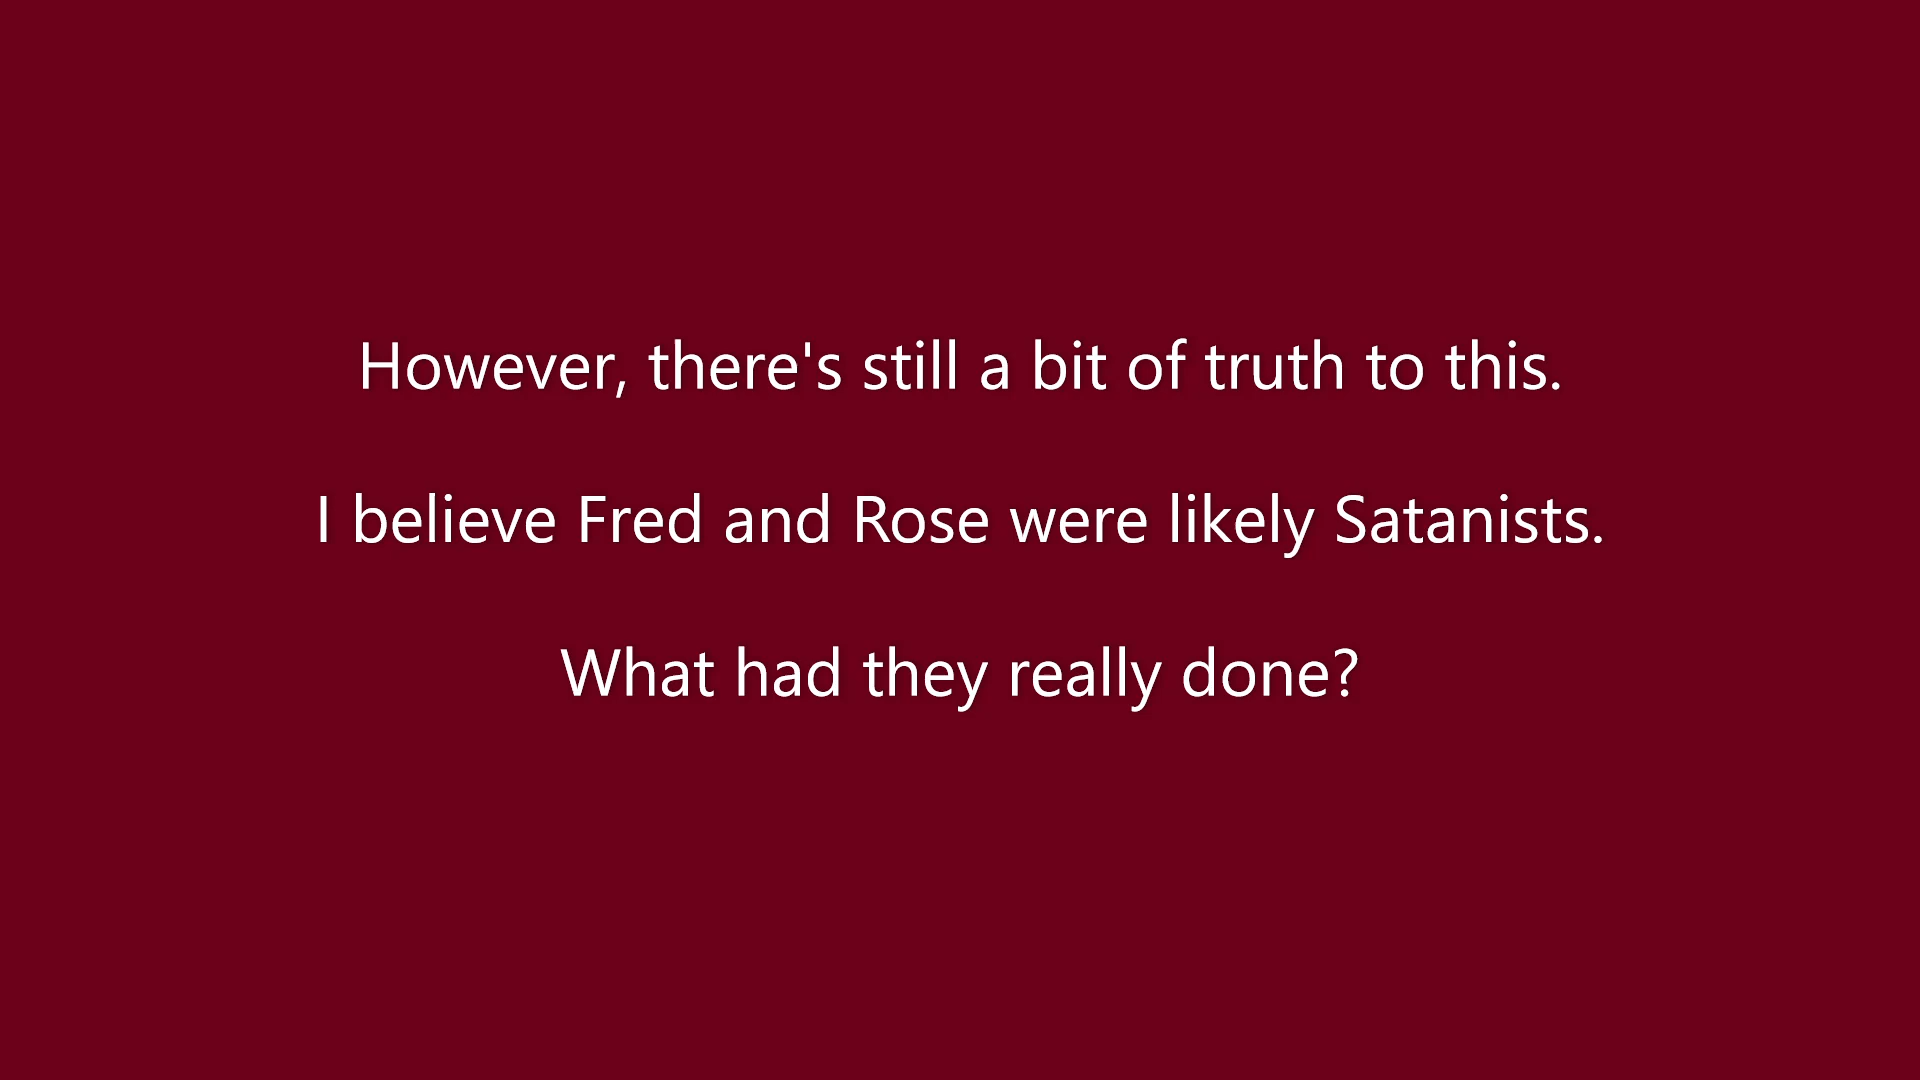 However, there's still a bit of truth to this.
I believe Fred and Rose were likely Satanists.
What had they really done?